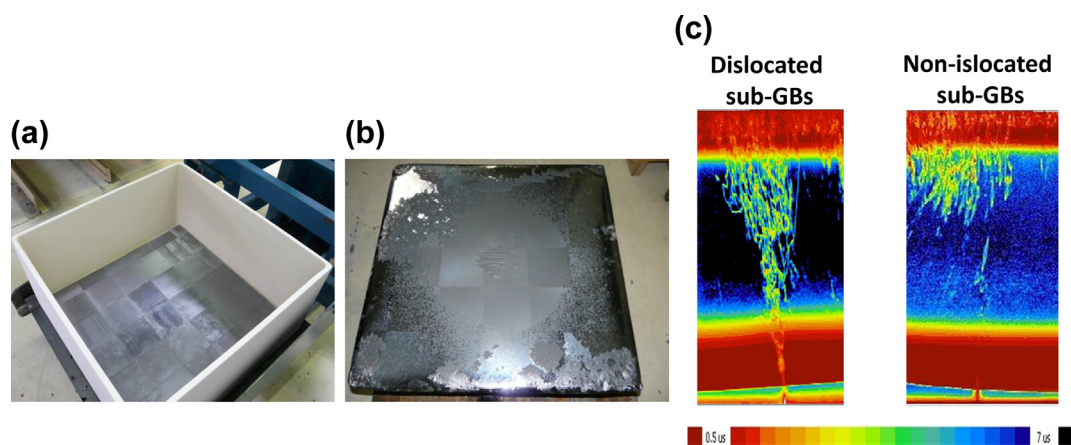 (c)
Dislocated
sub-GBs
Non-islocated
sub-GBs
(a)
(b)
0.5 us
7 us